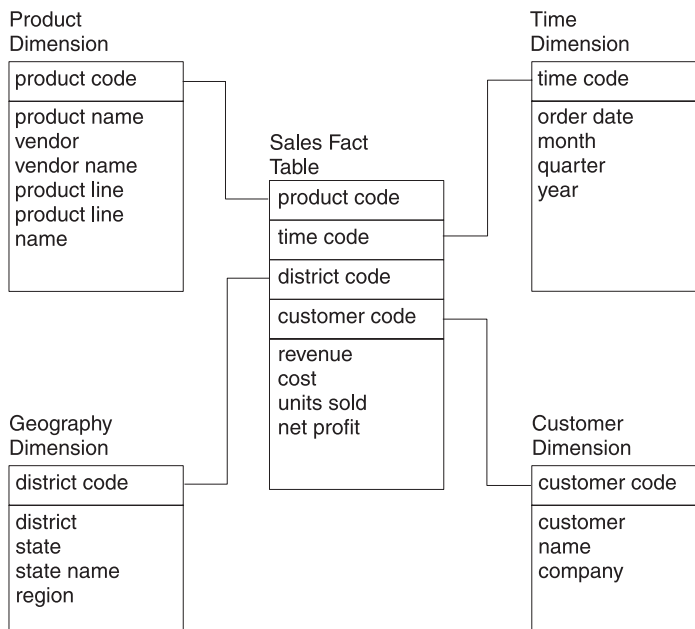 Product
Dimension
product code
product name
vendor
vendor name
product line
product line
name
Time
Dimension
time code
order date
month
quarter
year
Sales Fact
Table
product code
time code
district code
customer code
revenue
cost
units sold
net profit
Geography
Dimension
district code
district
state
state name
region
Customer
Dimension
customer code
customer
name
company